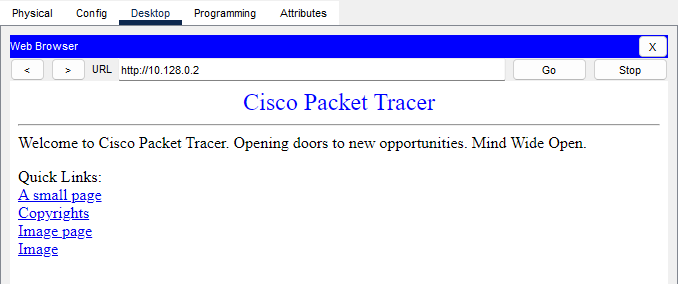 Physical Config Desktop Programming Attributes
Web Browser X
< > URL http://10.128.0.2 Go Stop
Cisco Packet Tracer
Welcome to Cisco Packet Tracer. Opening doors to new opportunities. Mind Wide Open.
Quick Links:
A small page
Copyrights
Image page
Image